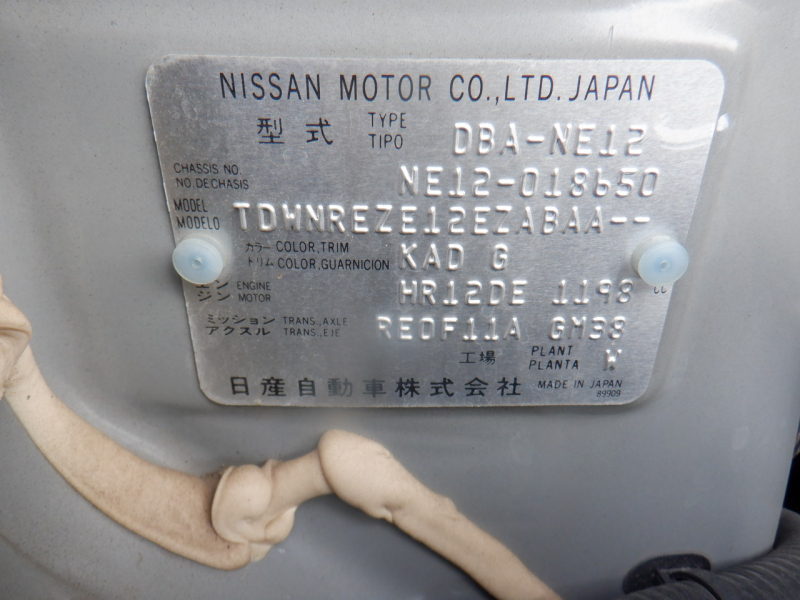 NISSAN MOTOR CO.,LTD. JAPAN
型式 TYPE TIPO DBA-NE12
CHASSIS NO. NO.DECHASIS NE12-018650
MODEL MODELO TDWNREZE12EZABAA--
カラー COLOR,TRIM
トリム COLOR,GUARNICION KAD G
エンジン ENGINE MOTOR HR12DE 1198 cc
ミッション TRANS.,AXLE
アクスル TRANS.,EJE RE0F11A GM38
工場 PLANT PLANTA W
日産自動車株式会社 MADE IN JAPAN
89909